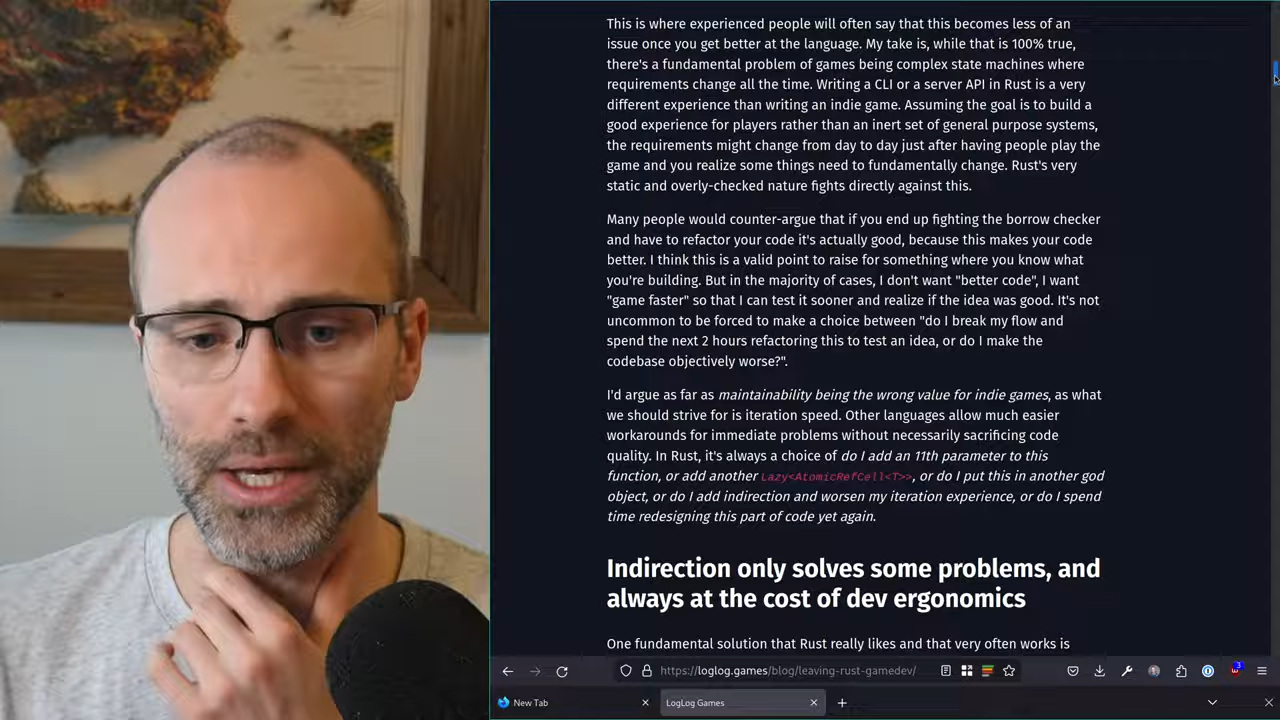 This is where experienced people will often say that this becomes less of an
issue once you get better at the language. My take is, while that is 100% true,
there's a fundamental problem of games being complex state machines where
requirements change all the time. Writing a CLI or a server API in Rust is a very
different experience than writing an indie game. Assuming the goal is to build a
good experience for players rather than an inert set of general purpose systems,
the requirements might change from day to day just after having people play the
game and you realize some things need to fundamentally change. Rust's very
static and overly-checked nature fights directly against this.
Many people would counter-argue that if you end up fighting the borrow checker
and have to refactor your code it's actually good, because this makes your code
better. I think this is a valid point to raise for something where you know what
you're building. But in the majority of cases, I don't want "better code", I want
"game faster" so that I can test it sooner and realize if the idea was good. It's not
uncommon to be forced to make a choice between "do I break my flow and
spend the next 2 hours refactoring this to test an idea, or do I make the
codebase objectively worse?".
I'd argue as far as maintainability being the wrong value for indie games, as what
we should strive for is iteration speed. Other languages allow much easier
workarounds for immediate problems without necessarily sacrificing code
quality. In Rust, it's always a choice of do I add an 11th parameter to this
function, or add another Lazy<AtomicRefCell<T>>, or do I put this in another god
object, or do I add indirection and worsen my iteration experience, or do I spend
time redesigning this part of code yet again.
Indirection only solves some problems, and
always at the cost of dev ergonomics
One fundamental solution that Rust really likes and that very often works is
https://loglog.games/blog/leaving-rust-gamedev/
3
New Tab
LogLog Games